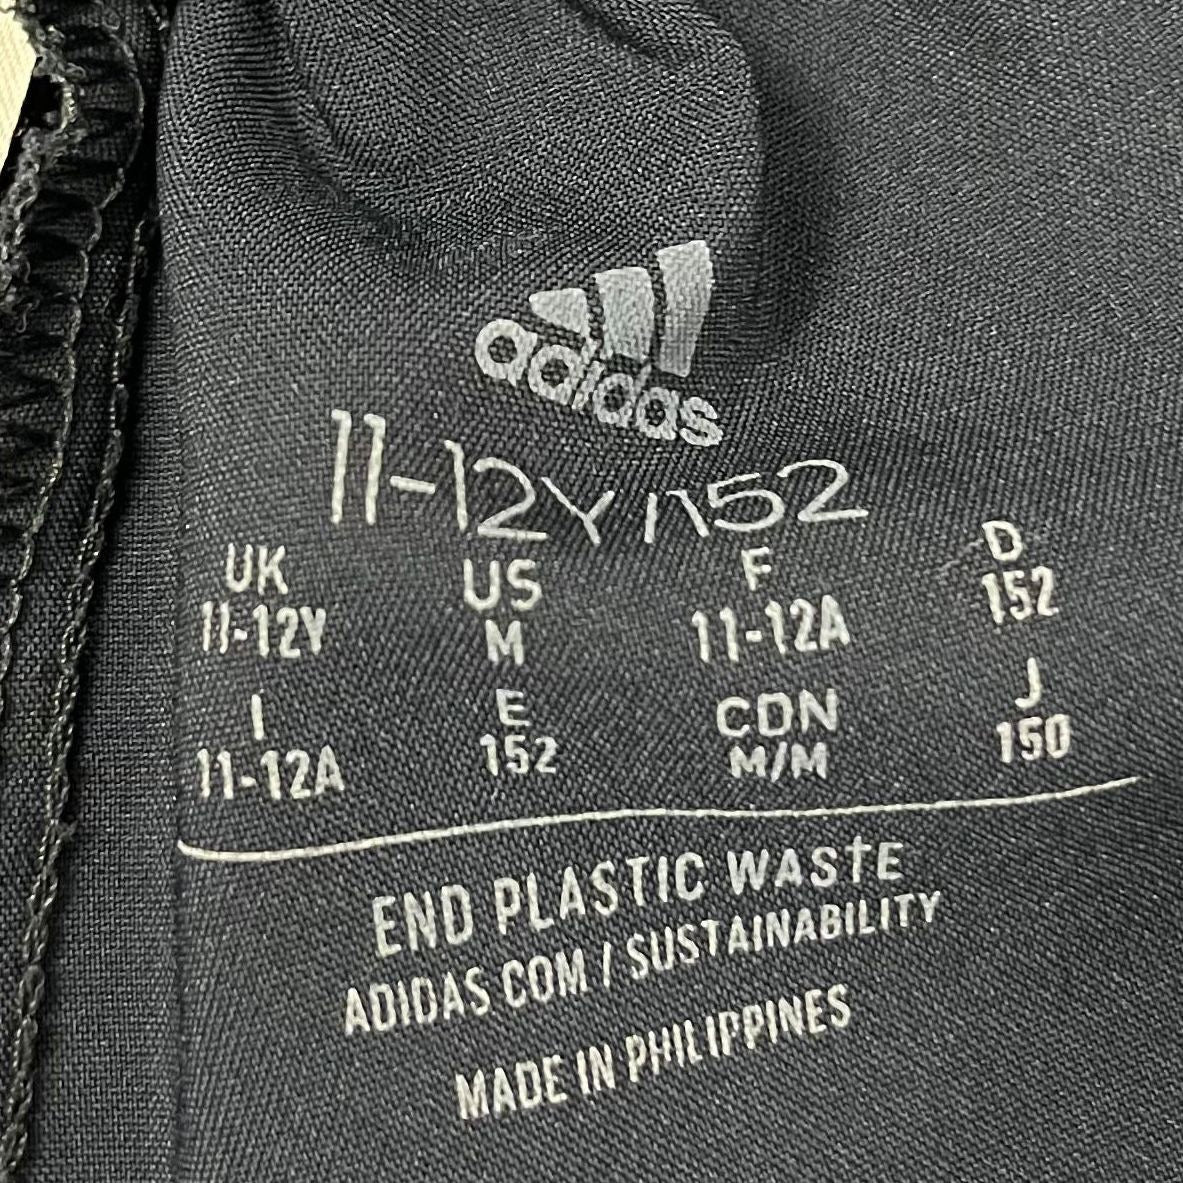 adidas
11-12Y/152
UK US F D
11-12Y M 11-12A 152
I E CDN J
11-12A 152 M/M 150
END PLASTIC WASTE
ADIDAS.COM/SUSTAINABILITY
MADE IN PHILIPPINES